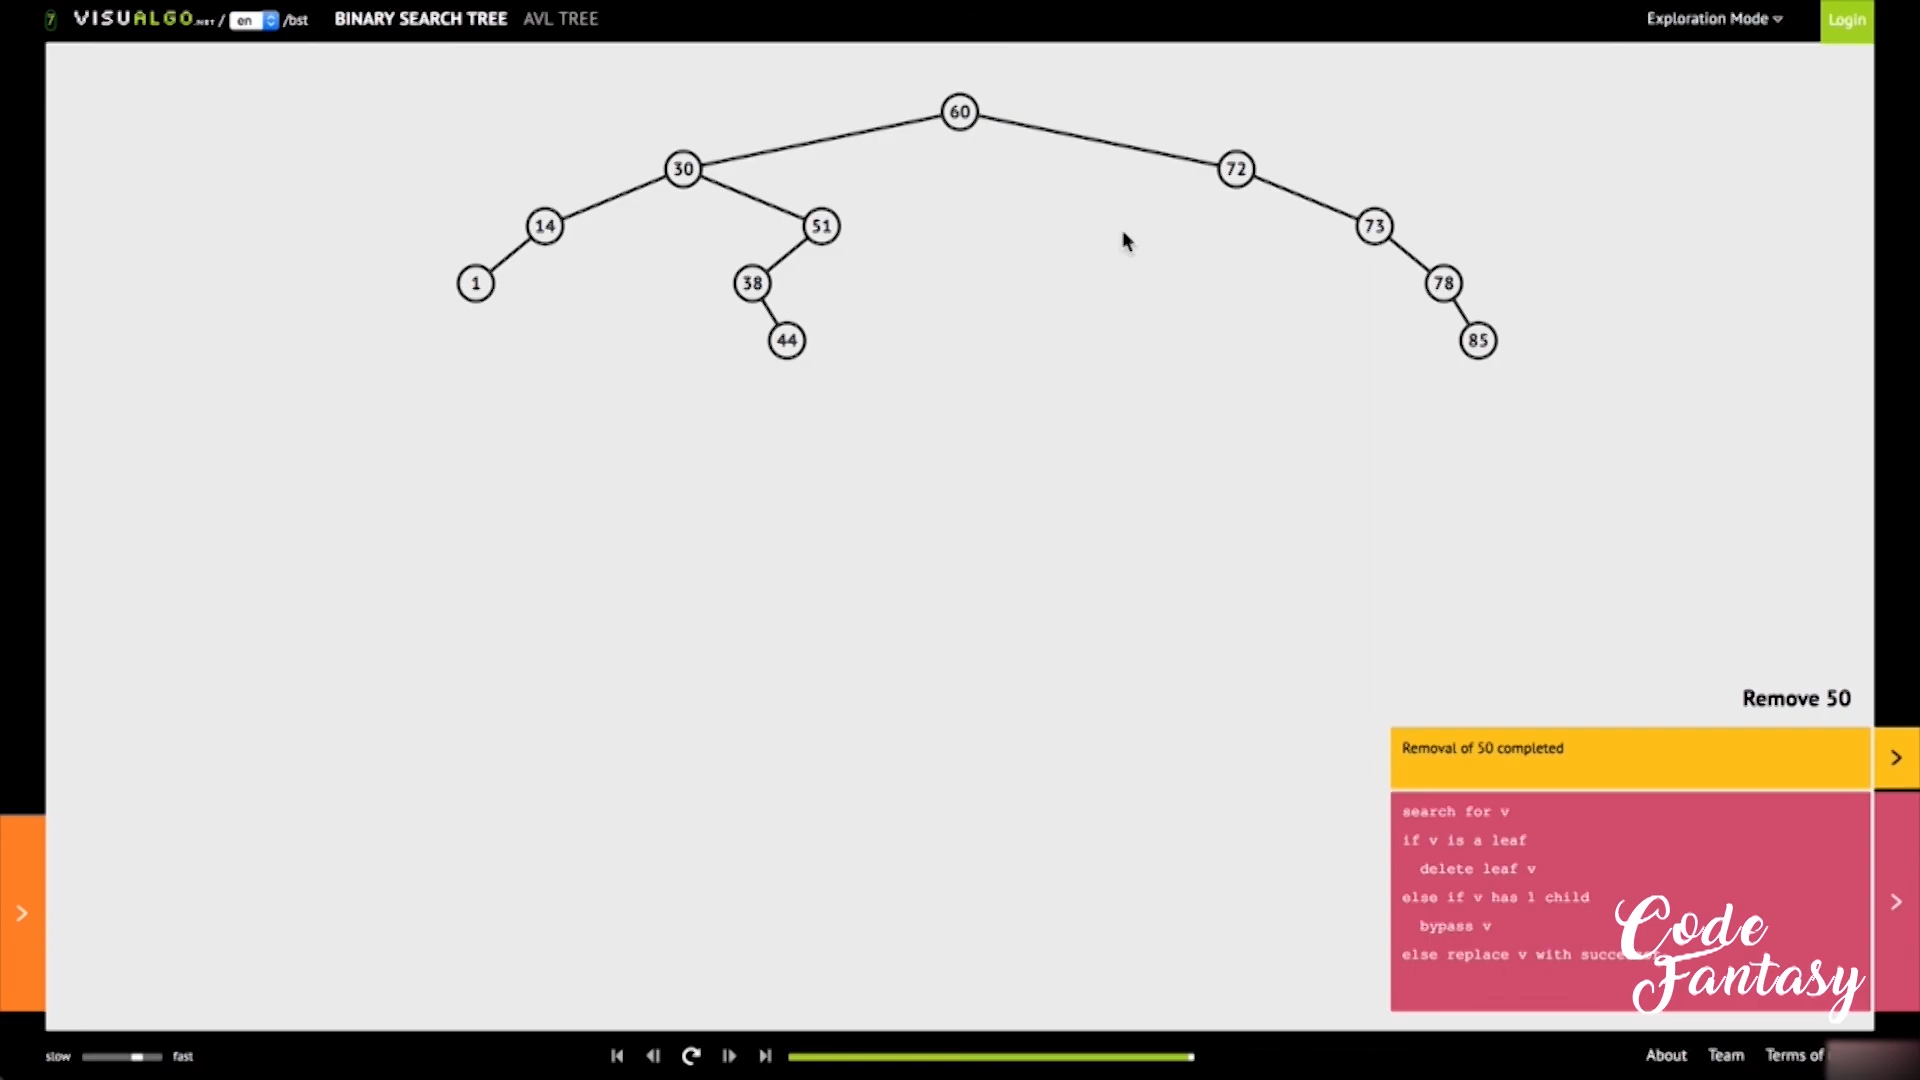 7 VISUALGO.NET / en /bst BINARY SEARCH TREE AVL TREE Exploration Mode Login
60
30 72
14 51 73
1 38 78
44 85
Remove 50
Removal of 50 completed
search for v
if v is a leaf
delete leaf v
else if v has 1 child
bypass v
else replace v with
Code
Fantasy
slow fast About Team Terms of